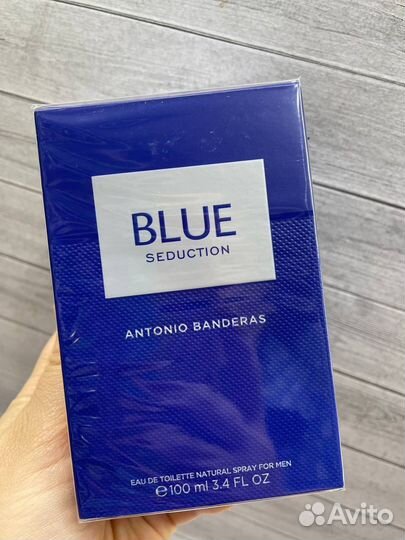 BLUE
SEDUCTION
ANTONIO BANDERAS
EAU DE TOILETTE NATURAL SPRAY FOR MEN
℮ 100 ml 3.4 FL OZ
Avito